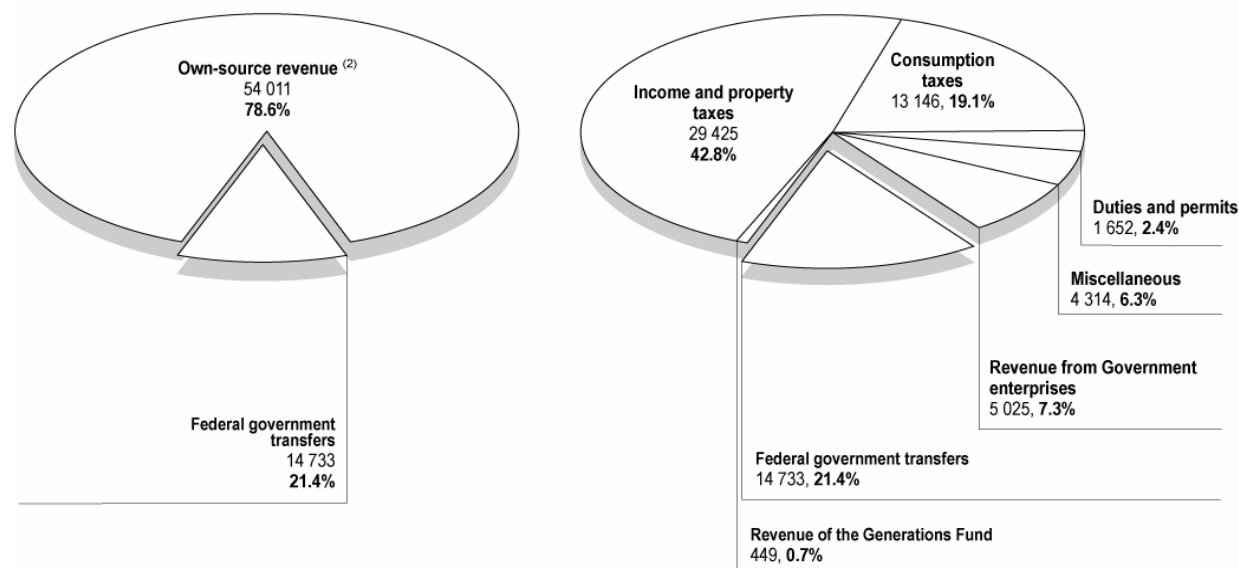 Own-source revenue (2)
54 011
78.6%
Federal government
transfers
14 733
21.4%
Income and property
taxes
29 425
42.8%
Consumption
taxes
13 146, 19.1%
Duties and permits
1 652, 2.4%
Miscellaneous
4 314, 6.3%
Revenue from Government
enterprises
5 025, 7.3%
Federal government transfers
14 733, 21.4%
Revenue of the Generations Fund
449, 0.7%